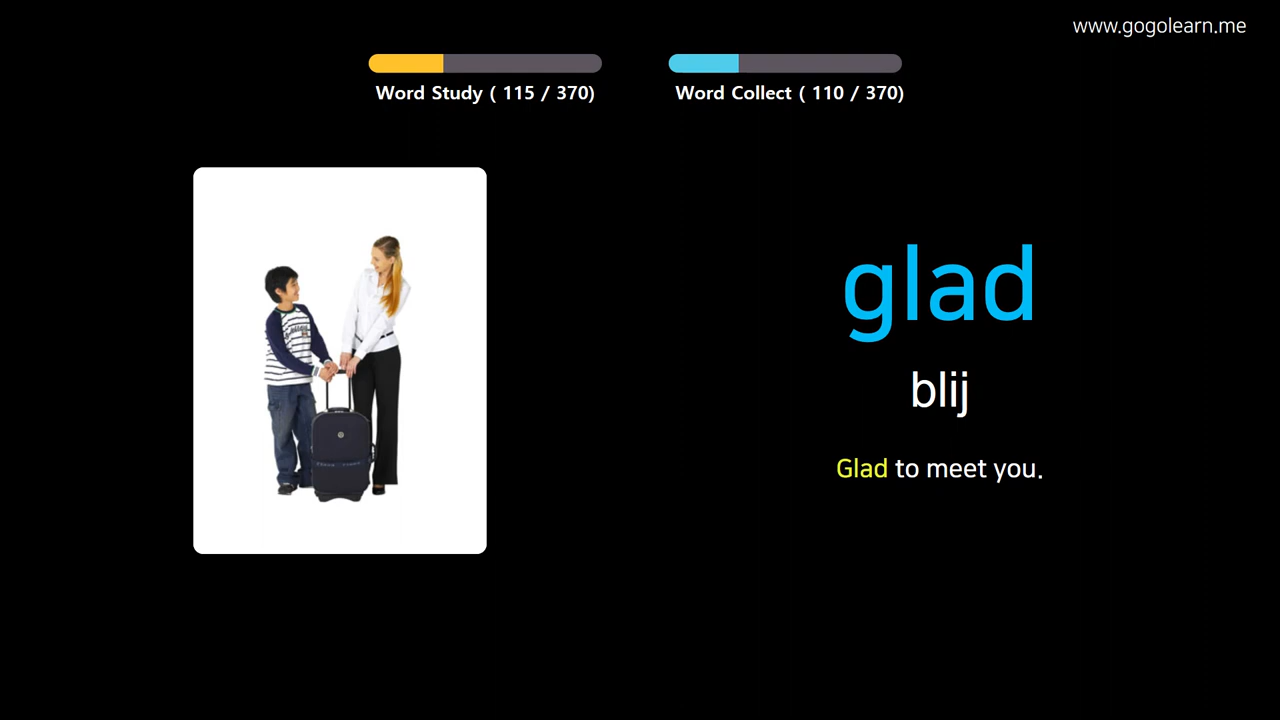 www.gogolearn.me
Word Study ( 115 / 370)
Word Collect ( 110 / 370)
glad
blij
Glad to meet you.